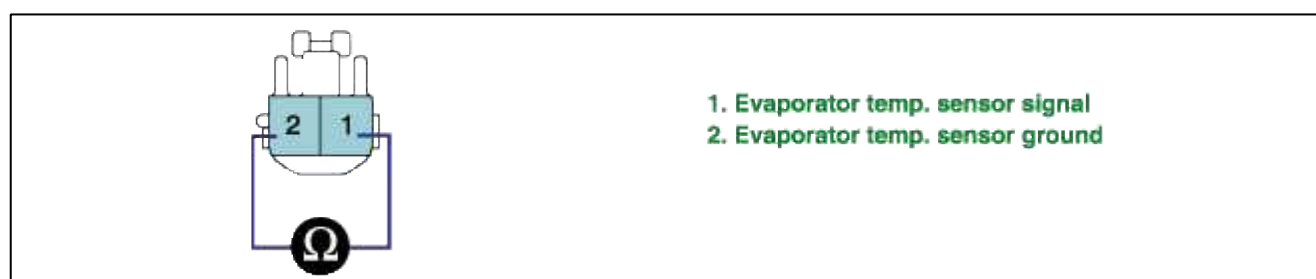 2 1
1. Evaporator temp. sensor signal
2. Evaporator temp. sensor ground
Ω